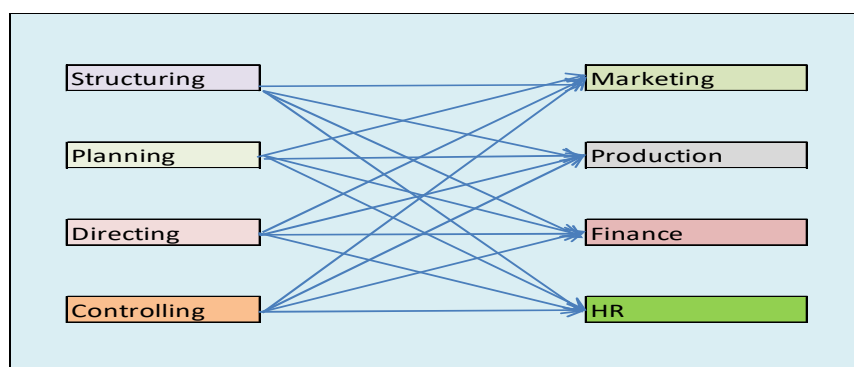 Structuring
Marketing
Planning
Production
Directing
Finance
Controlling
HR